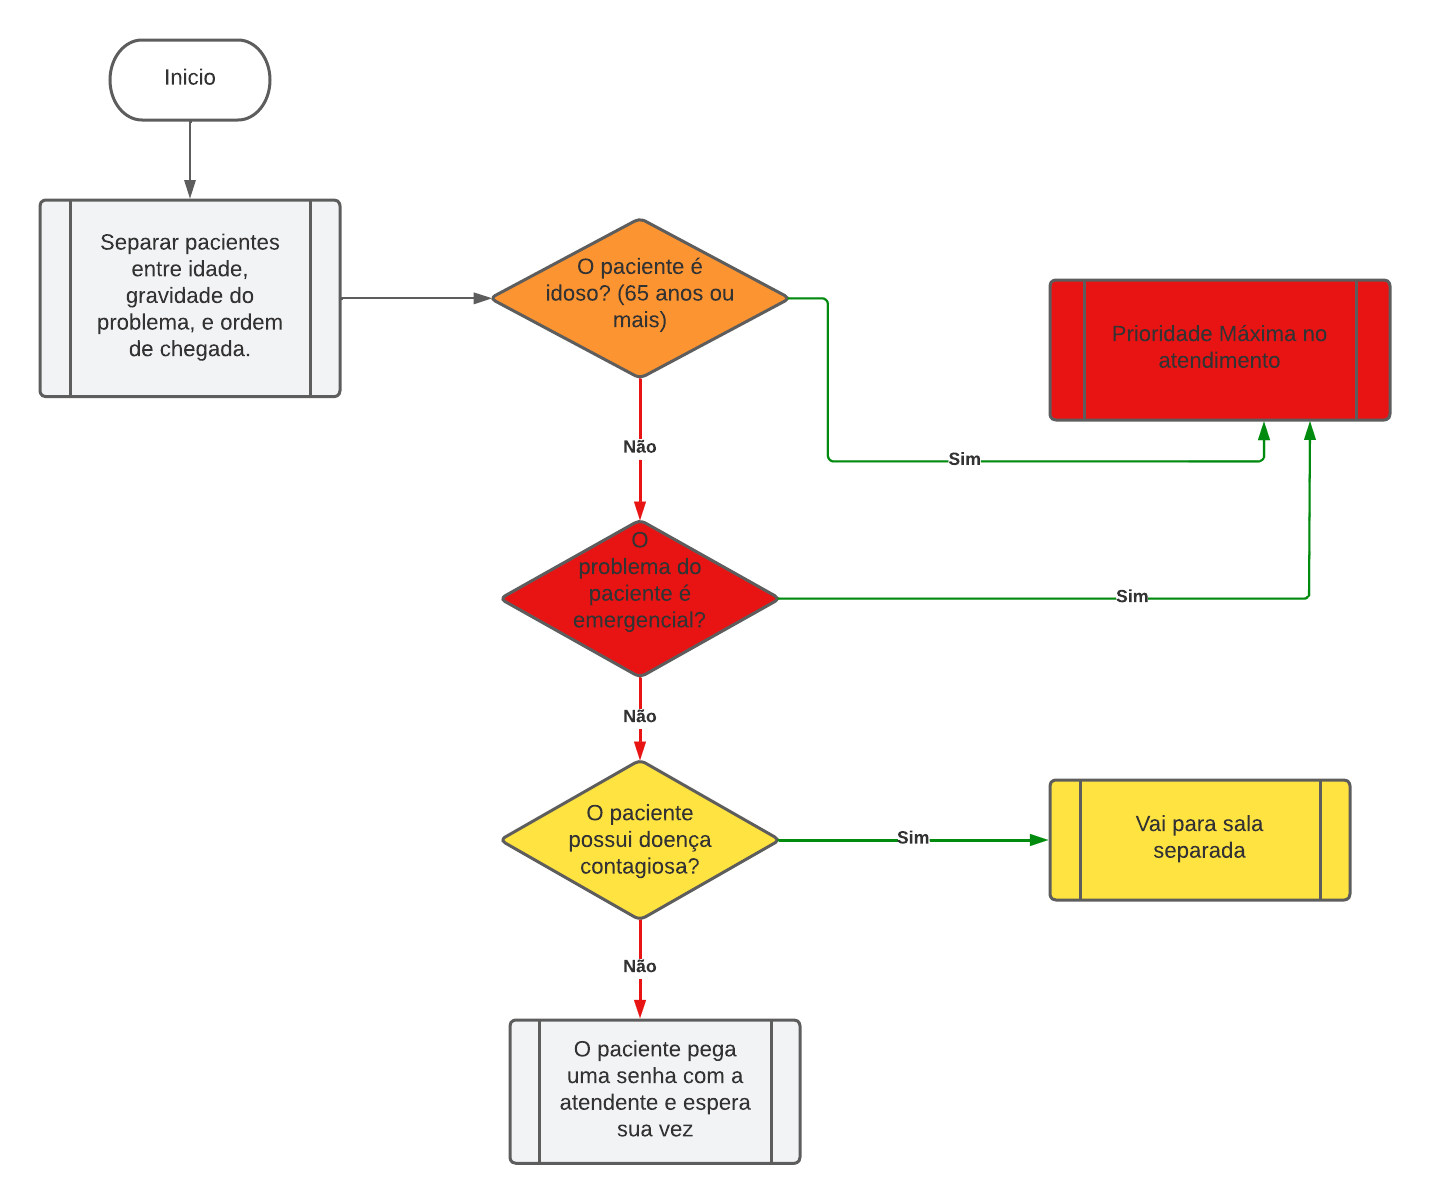 Inicio
Separar pacientes
entre idade,
gravidade do
problema, e ordem
de chegada.
O paciente é
idoso? (65 anos ou
mais)
Prioridade Máxima no
atendimento
Não
Sim
O
problema do
paciente é
emergencial?
Sim
Não
O paciente
possui doença
contagiosa?
Sim
Vai para sala
separada
Não
O paciente pega
uma senha com a
atendente e espera
sua vez